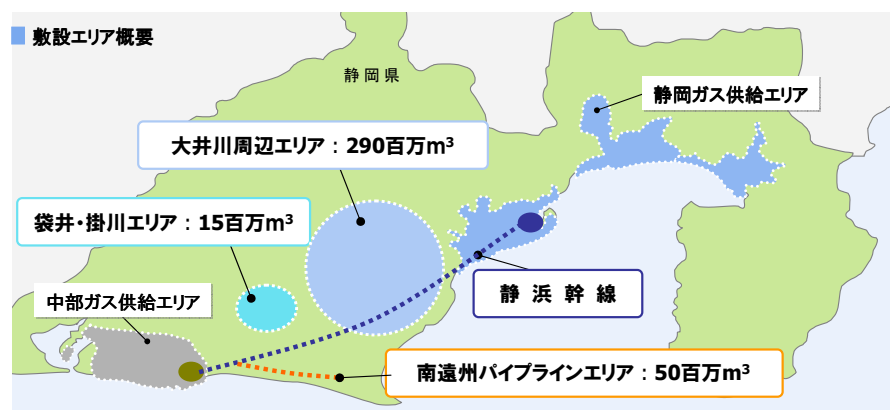 敷設エリア概要
静岡県
静岡ガス供給エリア
大井川周辺エリア：290百万m³
袋井・掛川エリア：15百万m³
静浜幹線
中部ガス供給エリア
南遠州パイプラインエリア：50百万m³